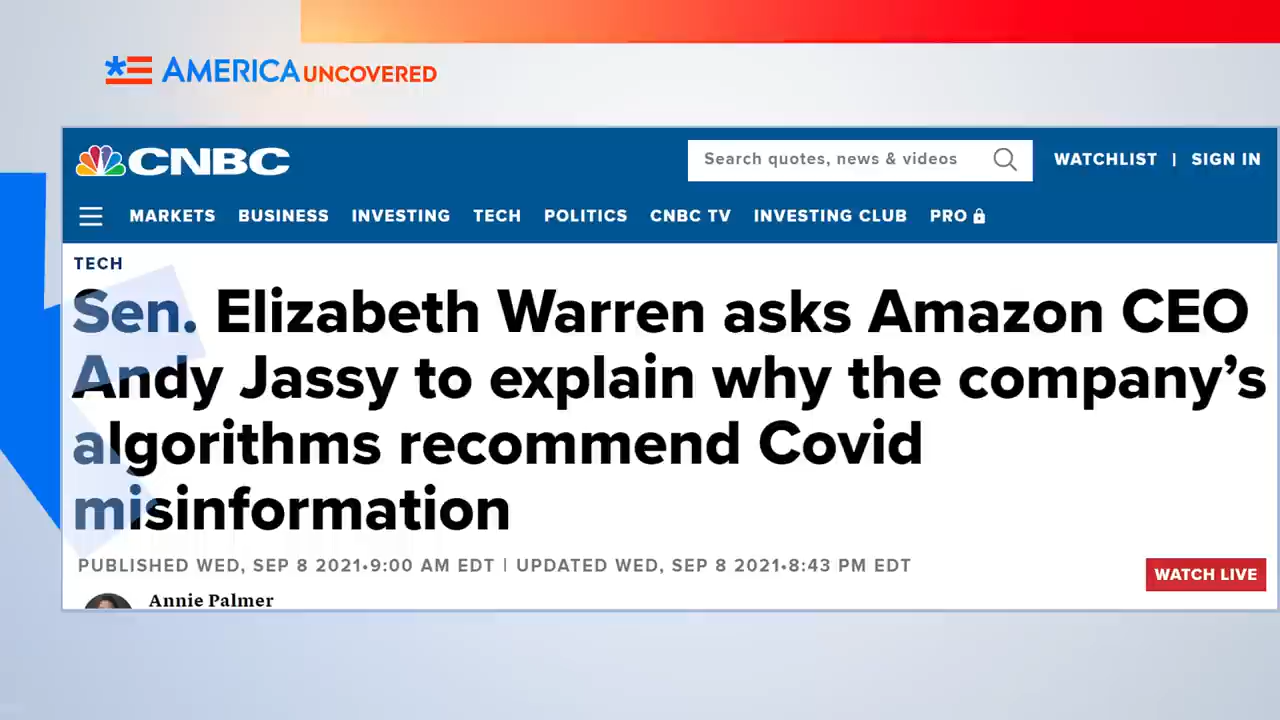 AMERICA UNCOVERED
CNBC
Search quotes, news & videos
WATCHLIST | SIGN IN
MARKETS BUSINESS INVESTING TECH POLITICS CNBC TV INVESTING CLUB PRO
TECH
Sen. Elizabeth Warren asks Amazon CEO
Andy Jassy to explain why the company’s
algorithms recommend Covid
misinformation
PUBLISHED WED, SEP 8 2021•9:00 AM EDT | UPDATED WED, SEP 8 2021•8:43 PM EDT
WATCH LIVE
Annie Palmer